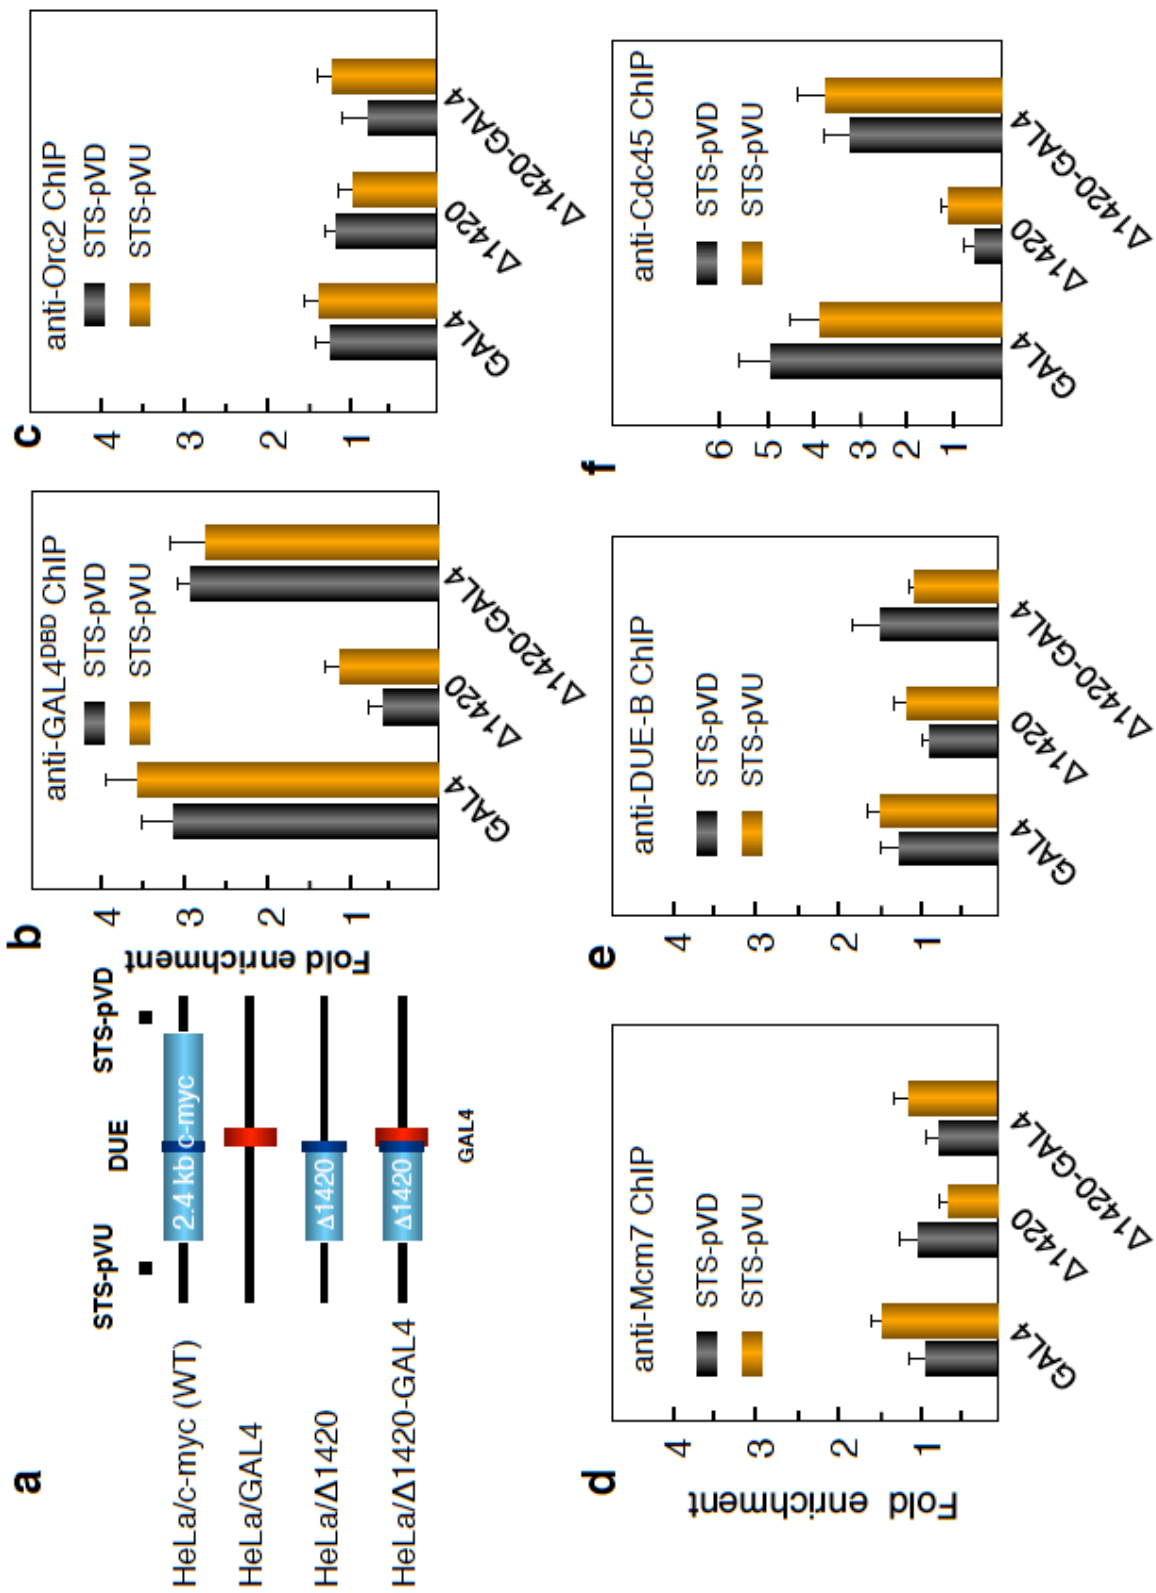 a
STS-pVU DUE STS-pVD
HeLa/c-myc (WT)
2.4 kb c-myc
HeLa/GAL4
HeLa/Δ1420
Δ1420
HeLa/Δ1420-GAL4
Δ1420
GAL4
b
anti-GAL4DBD ChIP
STS-pVD
STS-pVU
Fold enrichment
4
3
2
1
GAL4
Δ1420
Δ1420-GAL4
c
anti-Orc2 ChIP
STS-pVD
STS-pVU
4
3
2
1
GAL4
Δ1420
Δ1420-GAL4
d
anti-Mcm7 ChIP
STS-pVD
STS-pVU
Fold enrichment
4
3
2
1
GAL4
Δ1420
Δ1420-GAL4
e
anti-DUE-B ChIP
STS-pVD
STS-pVU
4
3
2
1
GAL4
Δ1420
Δ1420-GAL4
f
anti-Cdc45 ChIP
STS-pVD
STS-pVU
6
5
4
3
2
1
GAL4
Δ1420
Δ1420-GAL4